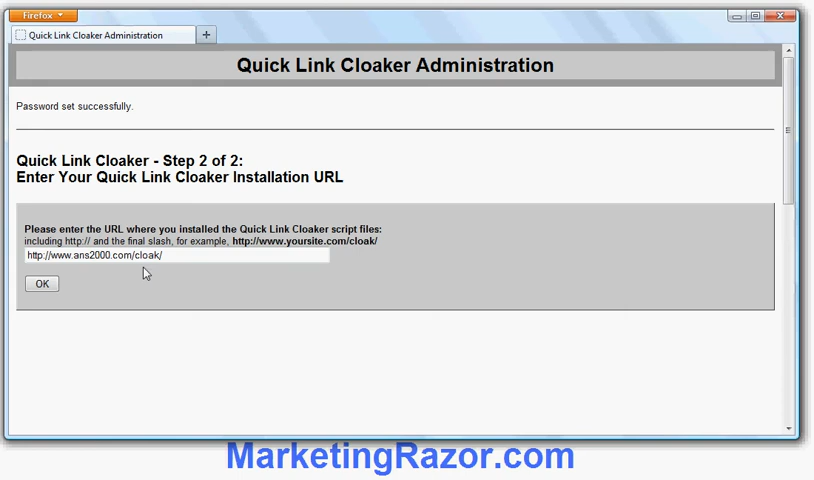 Firefox
Quick Link Cloaker Administration
+
Quick Link Cloaker Administration
Password set successfully.
Quick Link Cloaker - Step 2 of 2:
Enter Your Quick Link Cloaker Installation URL
Please enter the URL where you installed the Quick Link Cloaker script files:
including http:// and the final slash, for example, http://www.yoursite.com/cloak/
http://www.ans2000.com/cloak/
OK
MarketingRazor.com